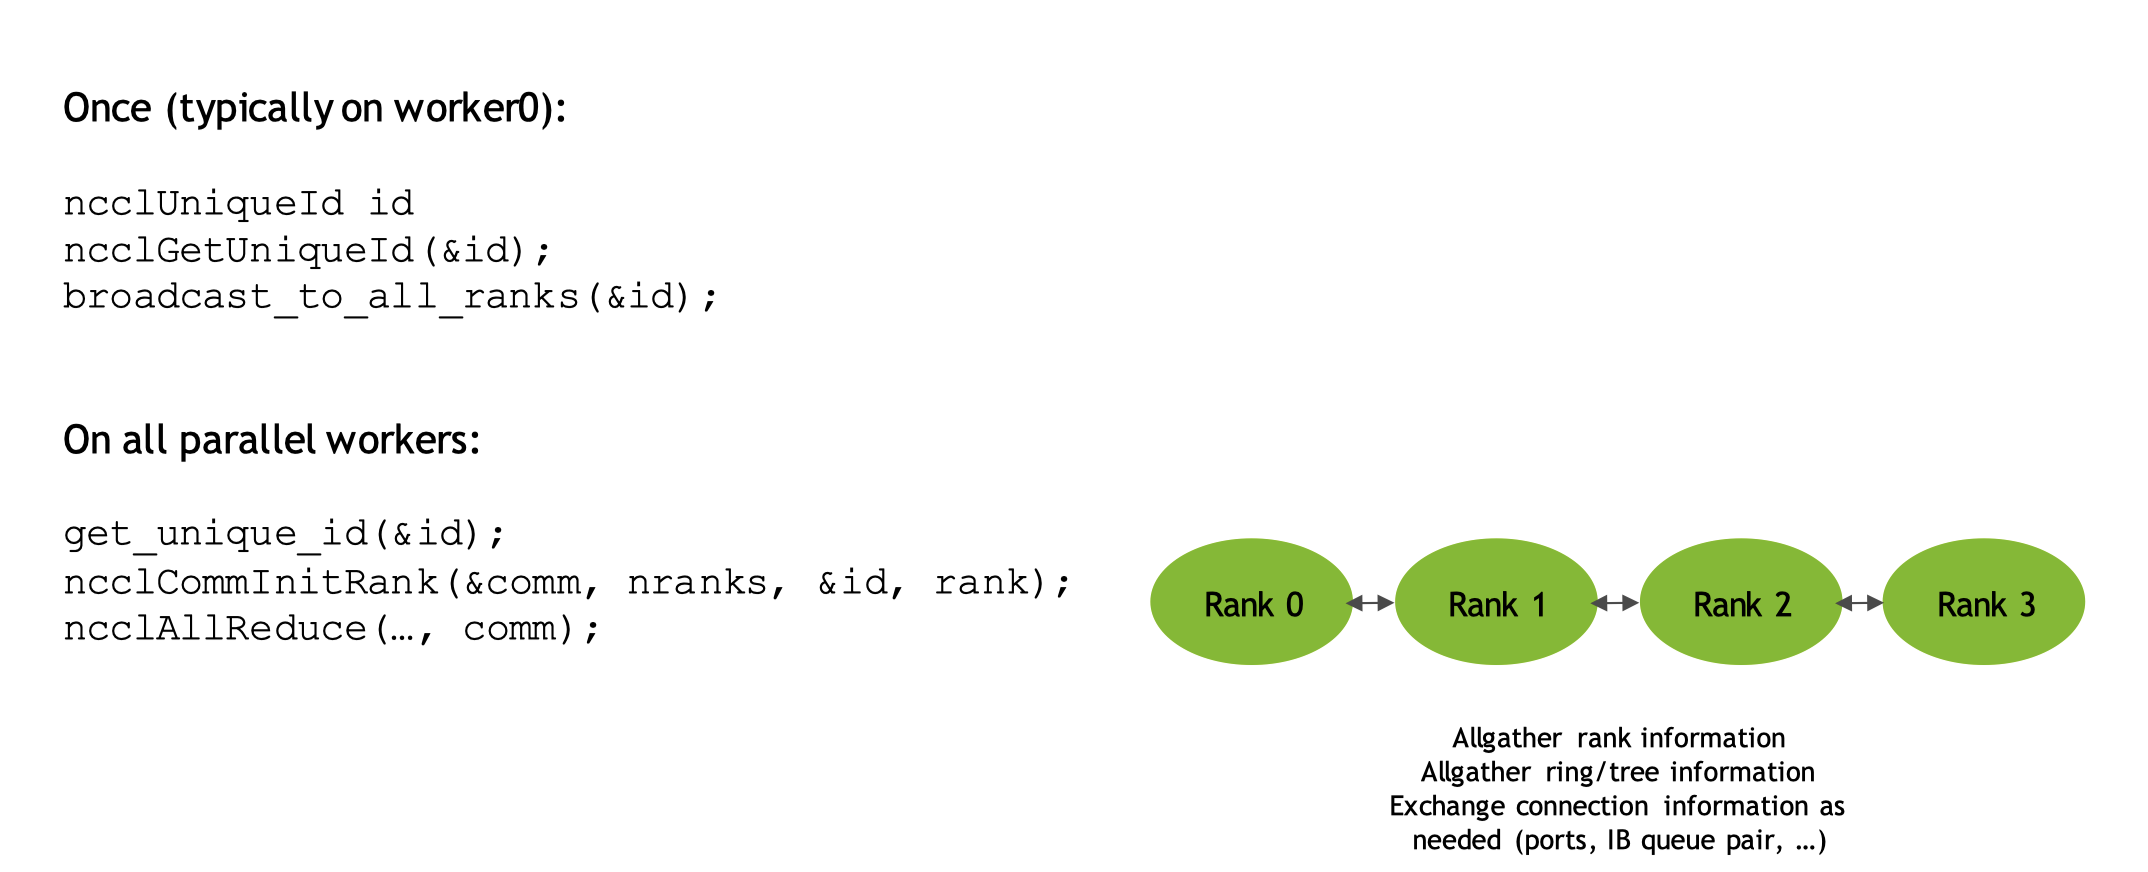 Once (typically on worker0):
ncclUniqueId id
ncclGetUniqueId(&id);
broadcast_to_all_ranks(&id);
On all parallel workers:
get_unique_id(&id);
ncclCommInitRank(&comm, nranks, &id, rank);
ncclAllReduce(…, comm);
Rank 0
Rank 1
Rank 2
Rank 3
Allgather rank information
Allgather ring/tree information
Exchange connection information as
needed (ports, IB queue pair, …)